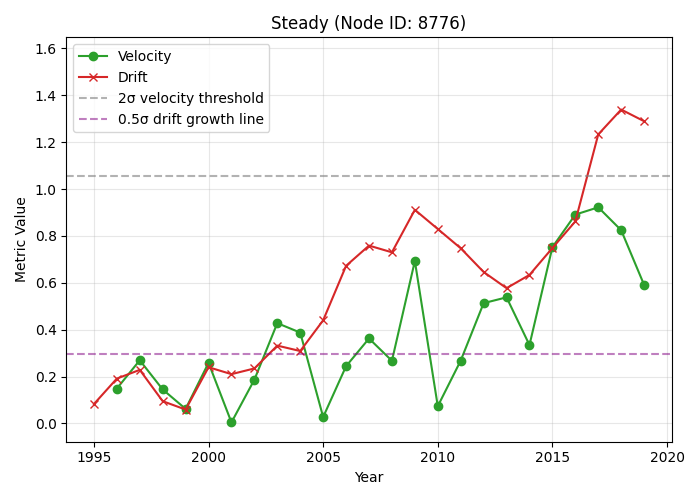 Steady (Node ID: 8776)
Velocity
Drift
2σ velocity threshold
0.5σ drift growth line
Metric Value
1.6
1.4
1.2
1.0
0.8
0.6
0.4
0.2
0.0
1995 2000 2005 2010 2015 2020
Year